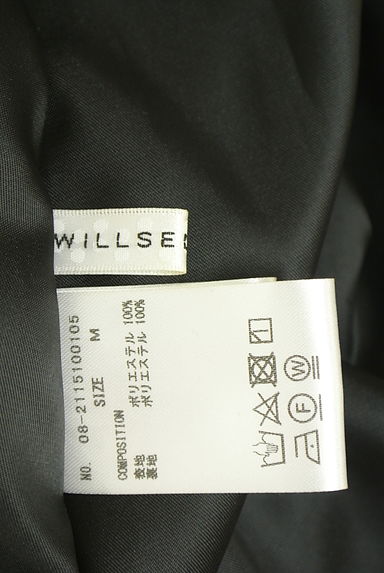 WILLSE
NO. 08-2115100105
SIZE M
COMPOSITION
表地 ポリエステル 100%
裏地 ポリエステル 100%
W
F